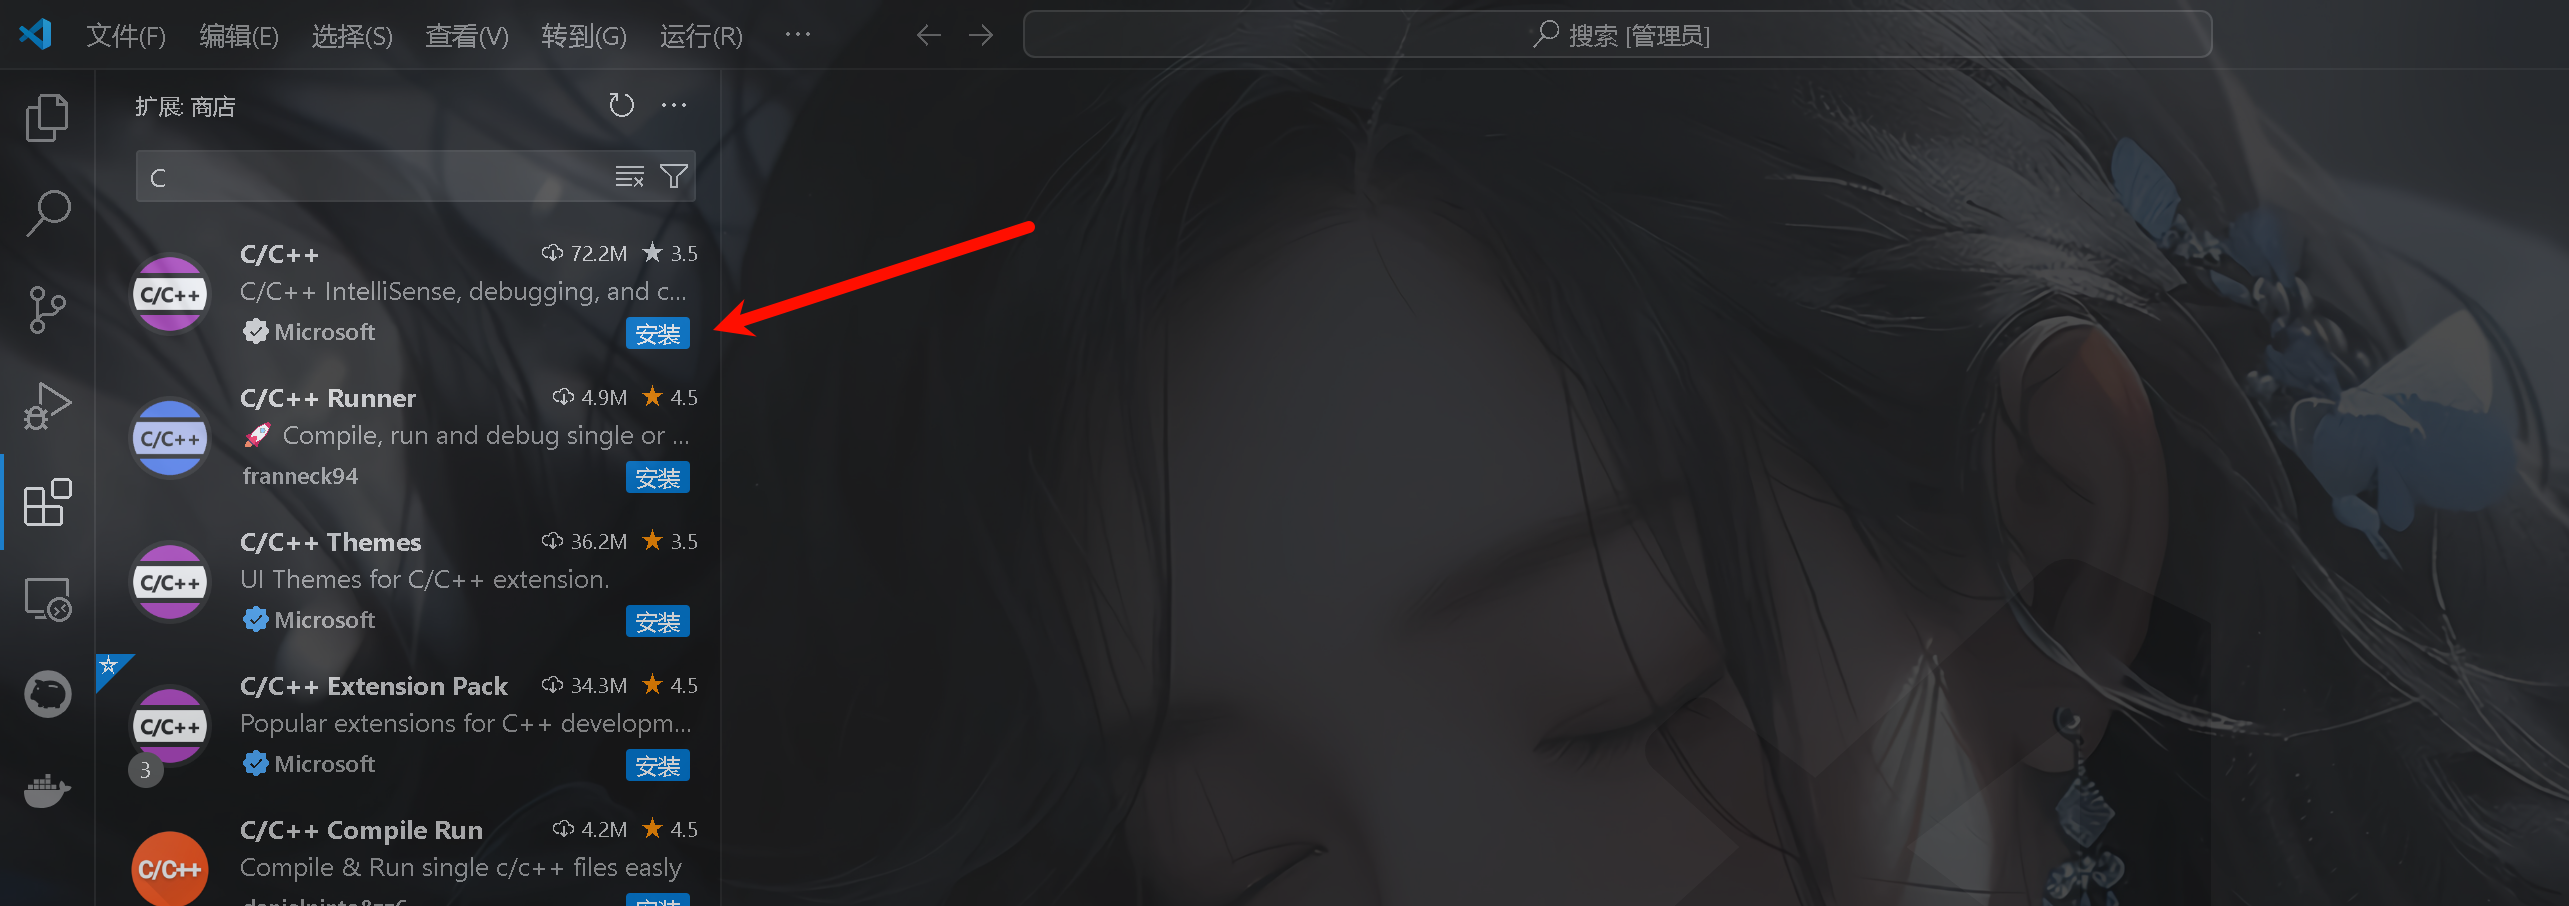 文件(F) 编辑(E) 选择(S) 查看(V) 转到(G) 运行(R) ··· 搜索 [管理员]
扩展: 商店 ···
C
C/C++ 72.2M 3.5
C/C++ IntelliSense, debugging, and c...
Microsoft 安装
C/C++
C/C++ Runner 4.9M 4.5
🚀 Compile, run and debug single or ...
franneck94 安装
C/C++
C/C++ Themes 36.2M 3.5
UI Themes for C/C++ extension.
Microsoft 安装
C/C++
C/C++ Extension Pack 34.3M 4.5
Popular extensions for C++ developm...
Microsoft 安装
C/C++
3
C/C++ Compile Run 4.2M 4.5
Compile & Run single c/c++ files easly
C/C++
安装